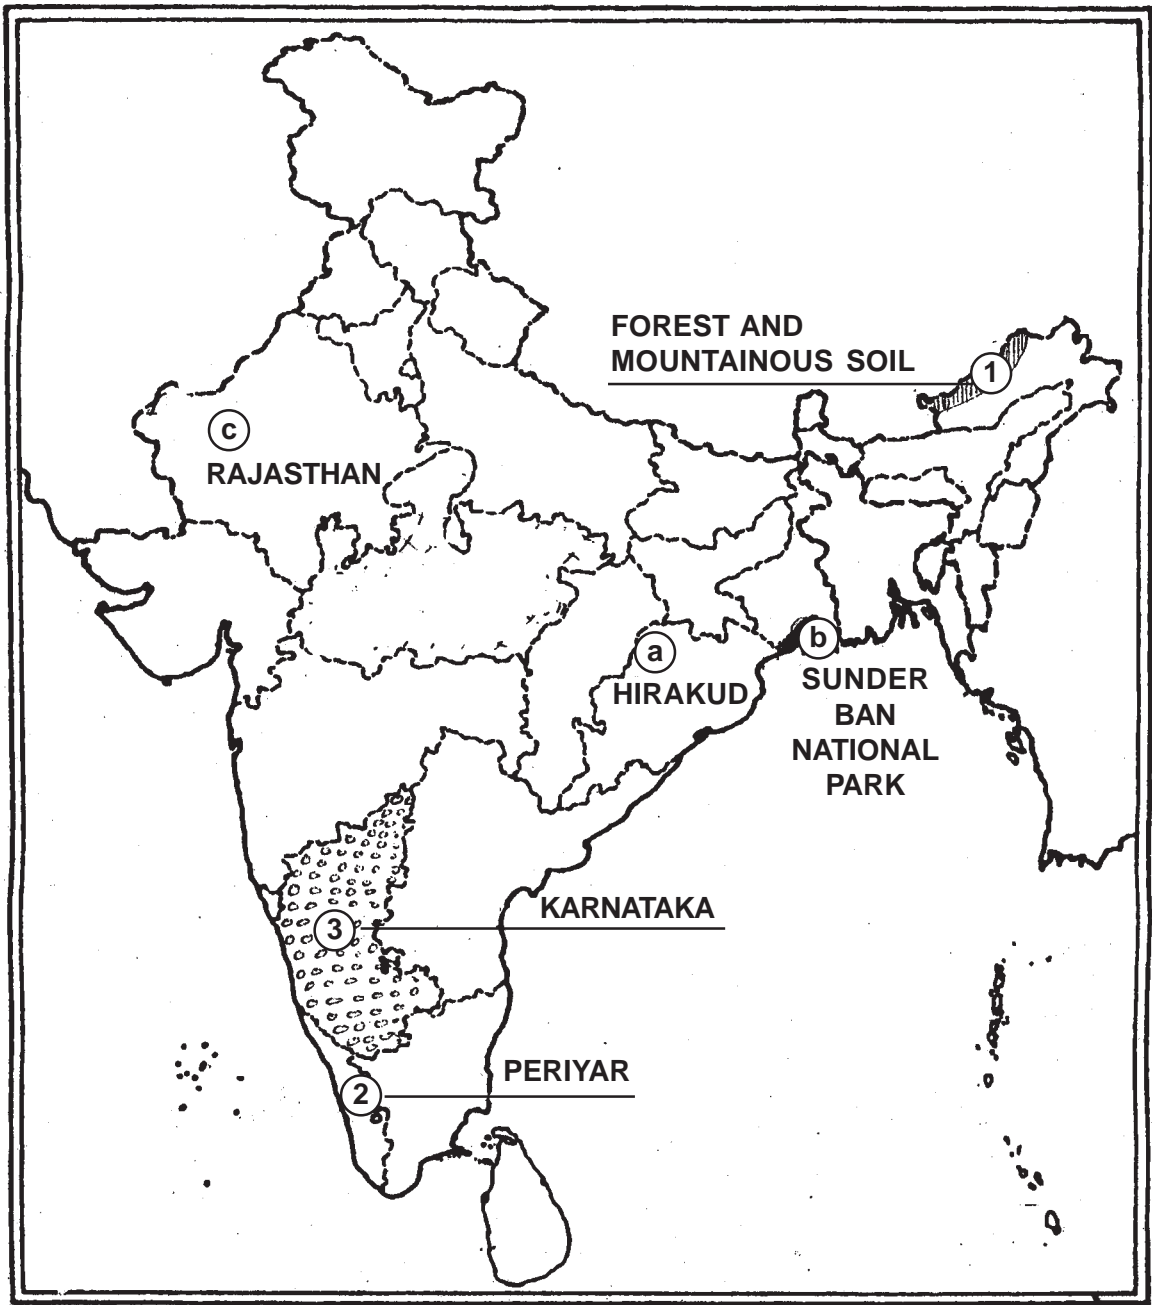 FOREST AND
MOUNTAINOUS SOIL
1
c
RAJASTHAN
b
a
HIRAKUD
SUNDER
BAN
NATIONAL
PARK
KARNATAKA
3
PERIYAR
2